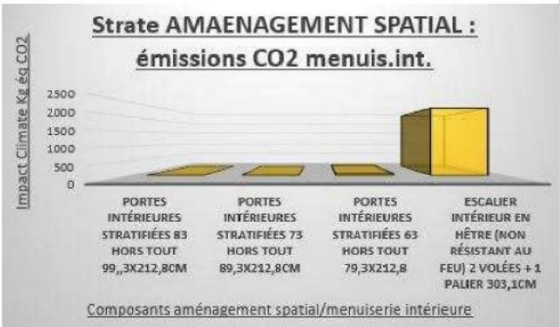 Strate AMAENAGEMENT SPATIAL :
émissions CO2 menuis.int.
Impact Climate Kg éq CO2
2500
2000
1500
1000
500
0
PORTES
INTÉRIEURES
STRATIFIÉES 83
HORS TOUT
99,,3X212,8CM
PORTES
INTÉRIEURES
STRATIFIÉES 73
HORS TOUT
89,3X212,8CM
PORTES
INTÉRIEURES
STRATIFIÉES 63
HORS TOUT
79,3X212,8
ESCALIER
INTÉRIEUR EN
HÊTRE (NON
RÉSISTANT AU
FEU) 2 VOLÉES + 1
PALIER 303,1CM
Composants aménagement spatial/menuiserie intérieure